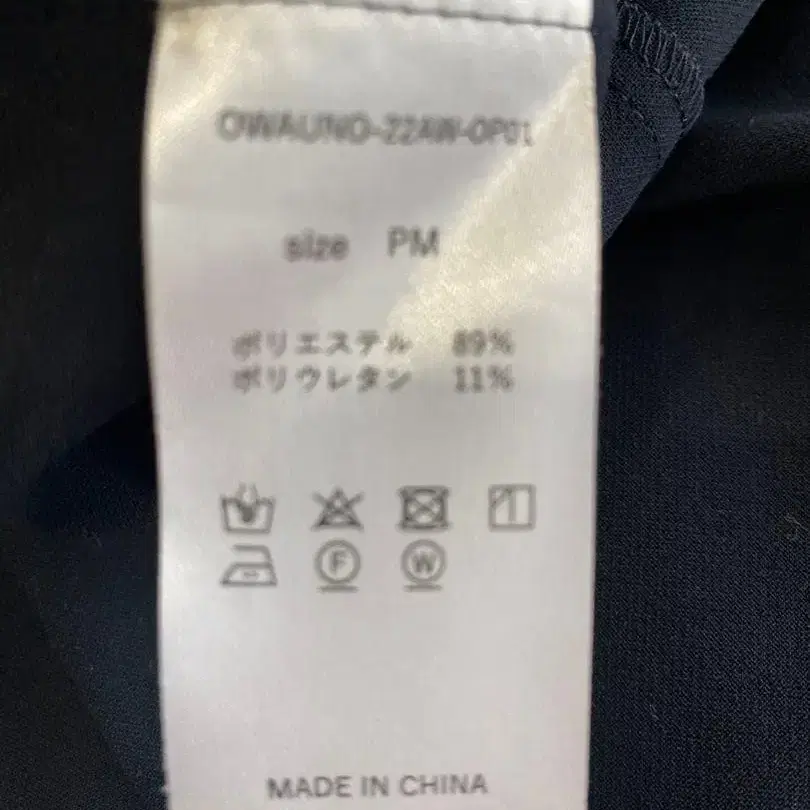 OWAUNO-22AW-OP01
size PM
ポリエステル 89%
ポリウレタン 11%
F W
MADE IN CHINA